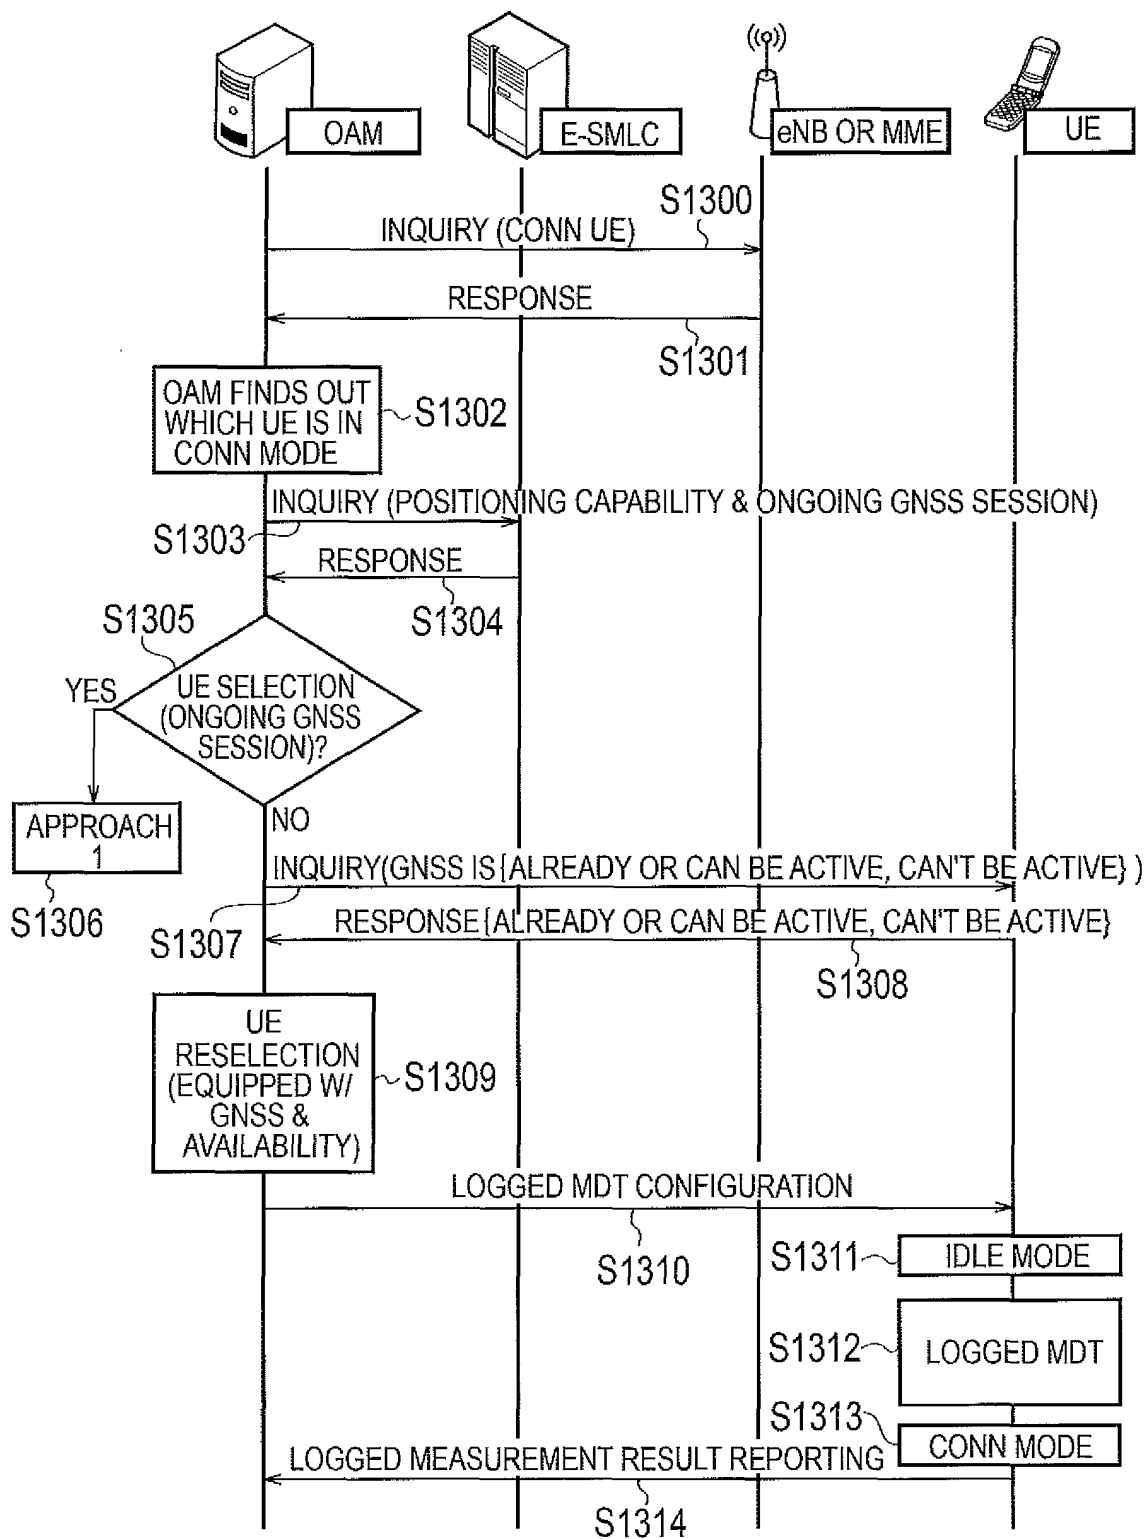 OAM
E-SMLC
eNB OR MME
UE
S1300
INQUIRY (CONN UE)
RESPONSE
S1301
OAM FINDS OUT
WHICH UE IS IN
CONN MODE
S1302
INQUIRY (POSITIONING CAPABILITY & ONGOING GNSS SESSION)
S1303
RESPONSE
S1304
S1305
YES
UE SELECTION
(ONGOING GNSS
SESSION)?
NO
APPROACH
1
S1306
INQUIRY(GNSS IS{ALREADY OR CAN BE ACTIVE, CAN'T BE ACTIVE} )
S1307
RESPONSE{ALREADY OR CAN BE ACTIVE, CAN'T BE ACTIVE}
S1308
UE
RESELECTION
(EQUIPPED W/
GNSS &
AVAILABILITY)
S1309
LOGGED MDT CONFIGURATION
S1310
S1311
IDLE MODE
S1312
LOGGED MDT
S1313
CONN MODE
LOGGED MEASUREMENT RESULT REPORTING
S1314